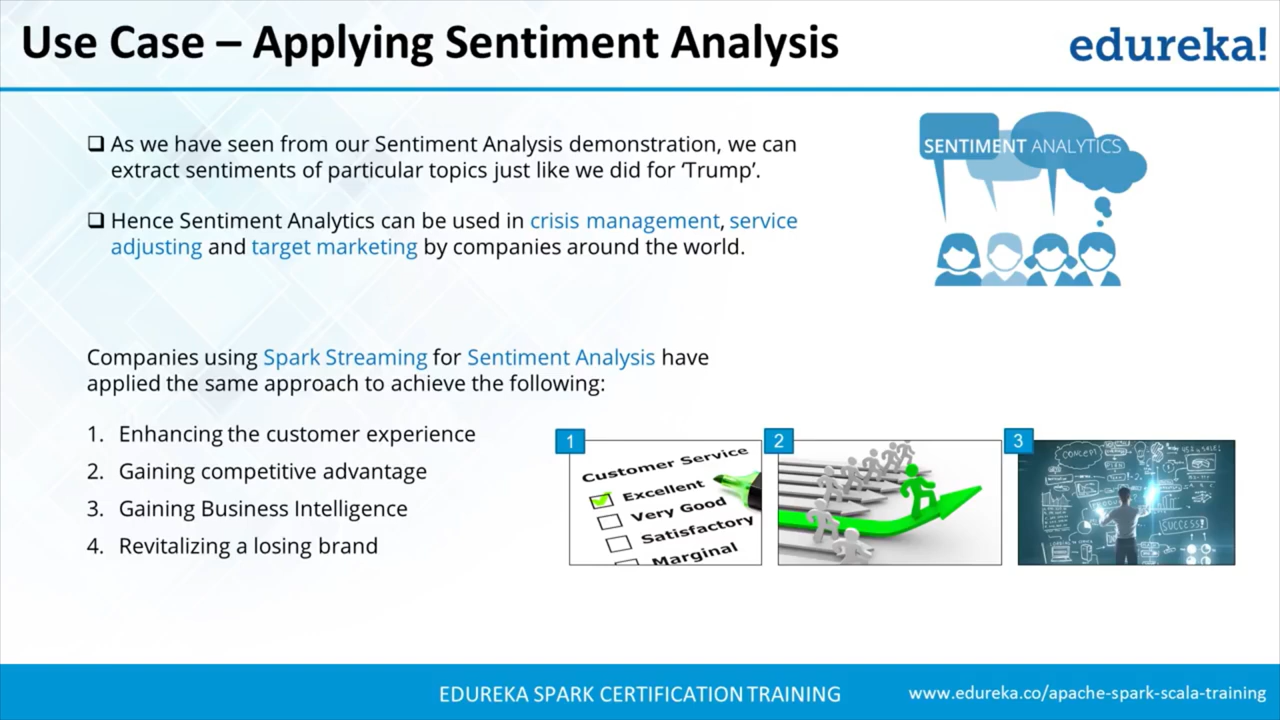 Use Case – Applying Sentiment Analysis
edureka!
❑ As we have seen from our Sentiment Analysis demonstration, we can
extract sentiments of particular topics just like we did for ‘Trump’.
❑ Hence Sentiment Analytics can be used in crisis management, service
adjusting and target marketing by companies around the world.
SENTIMENT ANALYTICS
Companies using Spark Streaming for Sentiment Analysis have
applied the same approach to achieve the following:
1. Enhancing the customer experience
2. Gaining competitive advantage
3. Gaining Business Intelligence
4. Revitalizing a losing brand
1
Customer Service
Excellent
Very Good
Satisfactory
Marginal
2
3
CONCEPT
PLAN
SUCCESS!
EDUREKA SPARK CERTIFICATION TRAINING
www.edureka.co/apache-spark-scala-training